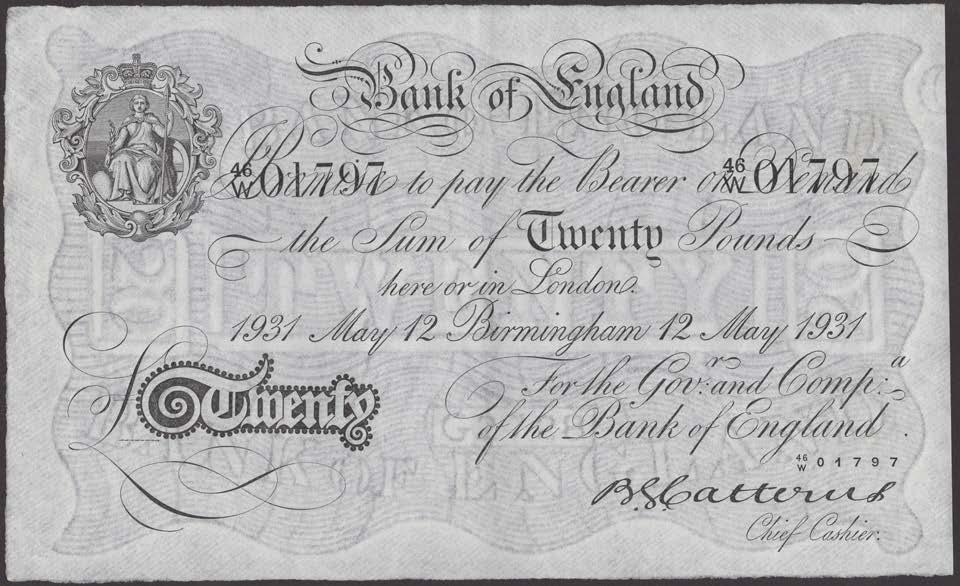 Bank of England
46/W 01797 46/W 01797
I Promise to pay the Bearer on Demand
the Sum of Twenty Pounds
here or in London.
1931 May 12 Birmingham 12 May 1931
For the Govr: and Compa:
of the Bank of England.
£Twenty
46/W 01797
B G Catterns
Chief Cashier.